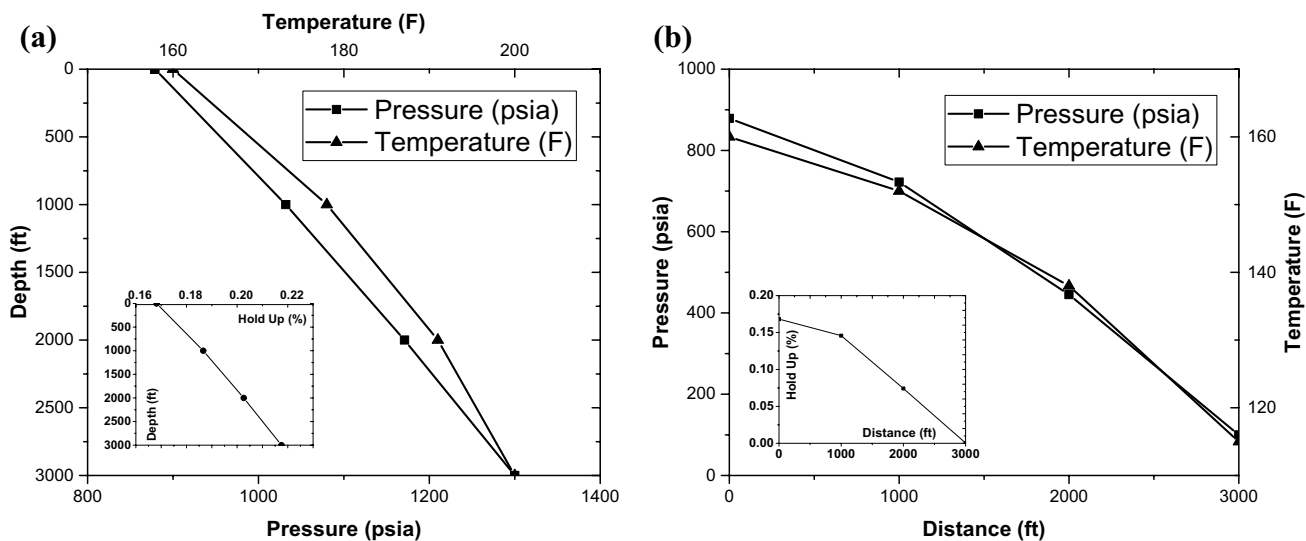 (a)
Temperature (F)
160 180 200
0
500
1000
1500
2000
2500
3000
Depth (ft)
Pressure (psia)
Temperature (F)
0.16 0.18 0.20 0.22
Hold Up (%)
0
500
1000
1500
2000
2500
3000
Depth (ft)
800 1000 1200 1400
Pressure (psia)
(b)
1000
800
600
400
200
0
Pressure (psia)
Pressure (psia)
Temperature (F)
160
140
120
Temperature (F)
0.20
0.15
0.10
0.05
0.00
Hold Up (%)
Distance (ft)
0 1000 2000 3000
0 1000 2000 3000
Distance (ft)